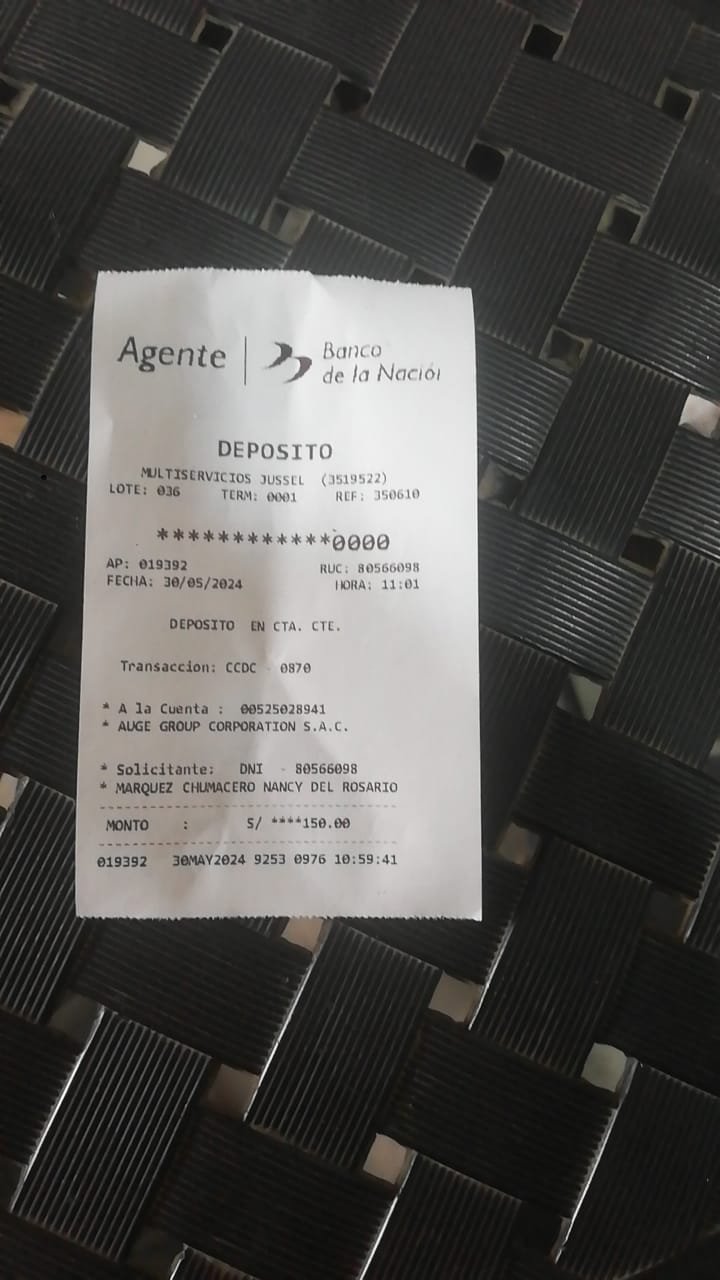 Agente | Banco
de la Nación
DEPOSITO
MULTISERVICIOS JUSSEL (3519522)
LOTE: 036 TERM: 0001 REF: 350610
************0000
AP: 019392 RUC: 80566098
FECHA: 30/05/2024 HORA: 11:01
DEPOSITO EN CTA. CTE.
Transaccion: CCDC - 0870
* A la Cuenta : 00525028941
* AUGE GROUP CORPORATION S.A.C.
* Solicitante: DNI - 80566098
* MARQUEZ CHUMACERO NANCY DEL ROSARIO
MONTO : S/ ****150.00
019392 30MAY2024 9253 0976 10:59:41